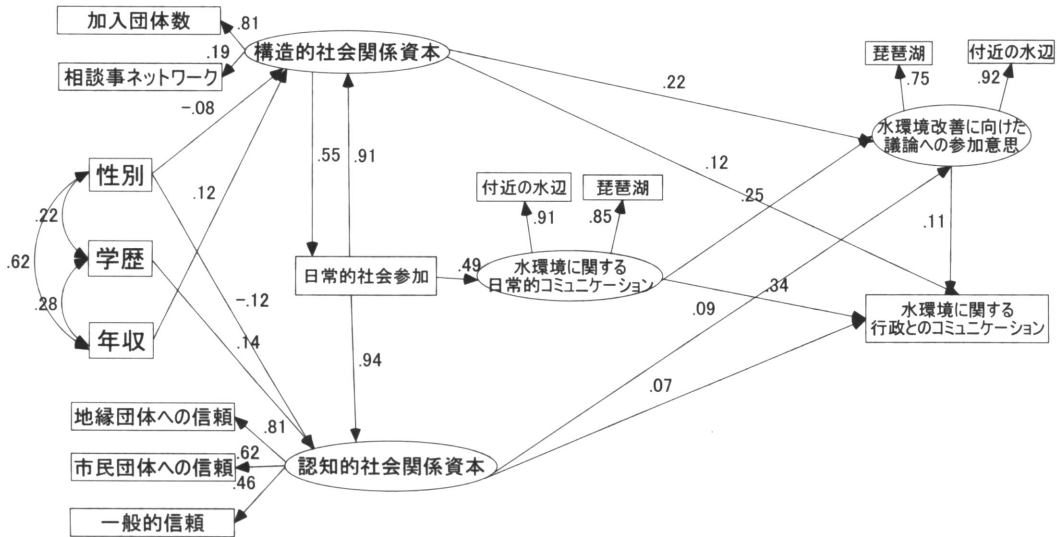 加入団体数
.81
.19
相談事ネットワーク
構造的社会関係資本
-.08
.22
琵琶湖
付近の水辺
.75
.92
水環境改善に向けた
議論への参加意思
.55
.91
.12
性別
.22
.12
付近の水辺
琵琶湖
.91
.85
.25
.11
.62
学歴
.28
日常的社会参加
.49
水環境に関する
日常的コミュニケーション
-.12
.09
.34
水環境に関する
行政とのコミュニケーション
年収
.14
.94
.07
地縁団体への信頼
.81
市民団体への信頼
.62
.46
認知的社会関係資本
一般的信頼